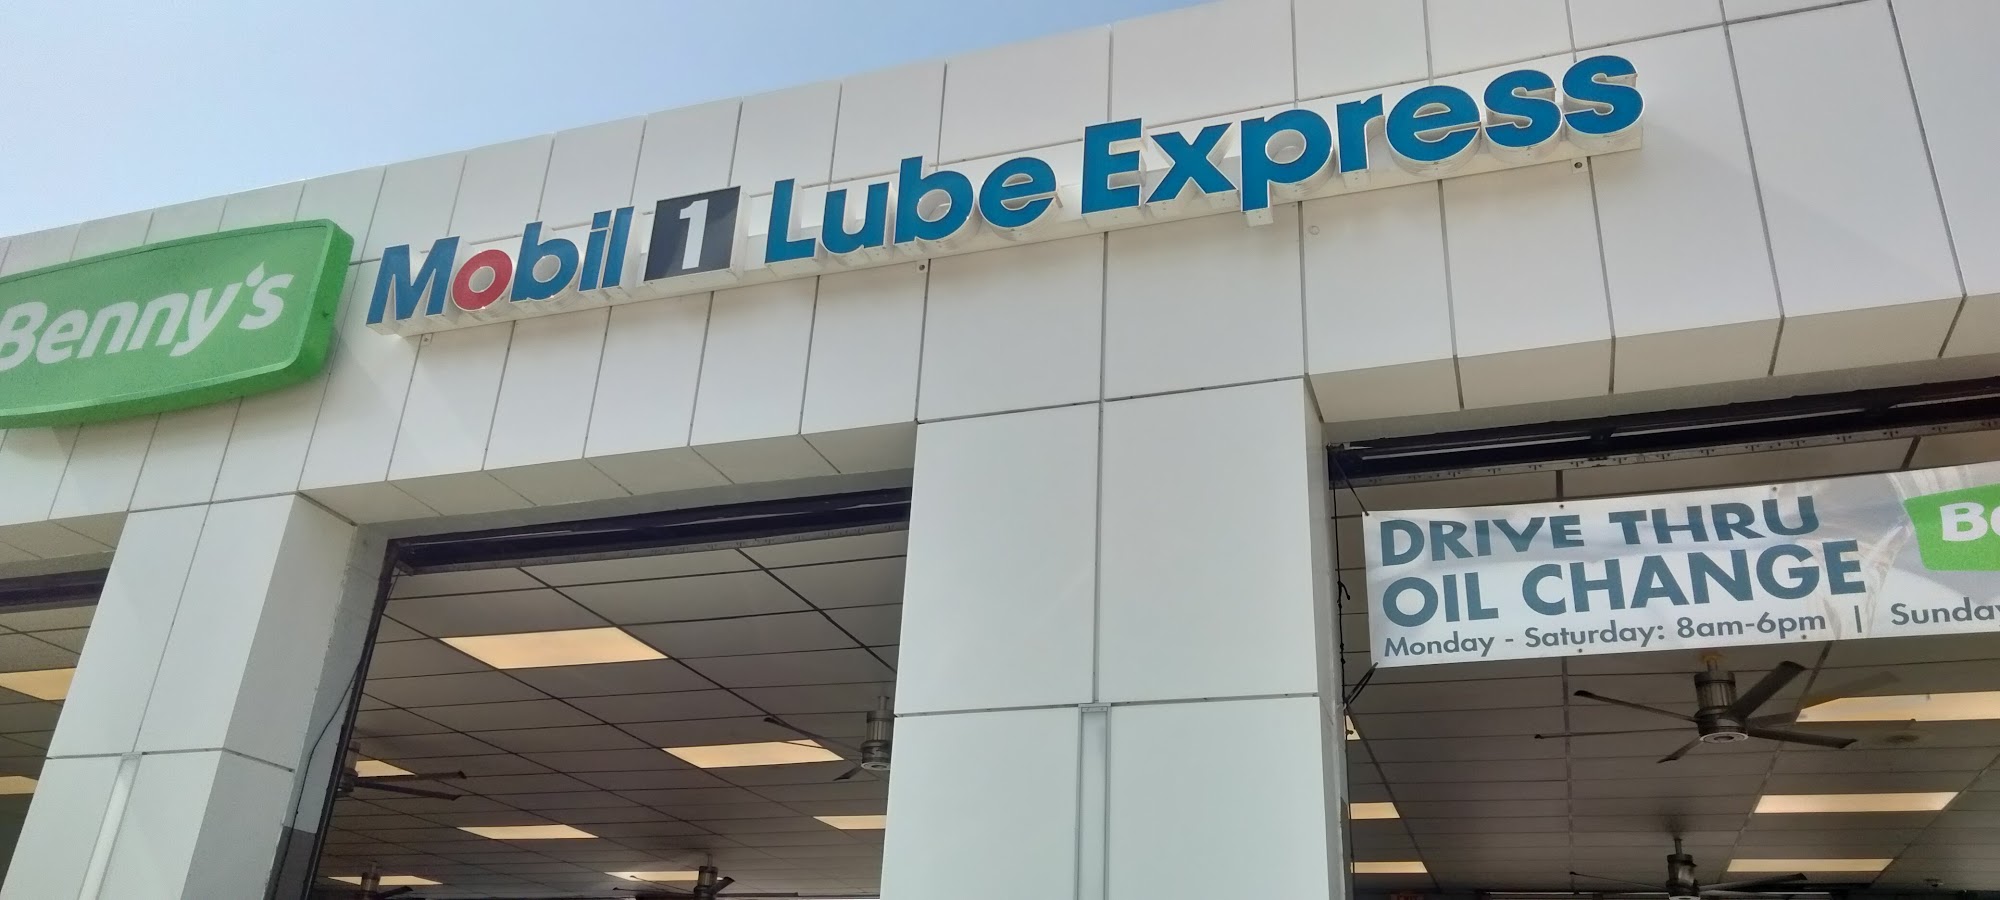 Benny's
Mobil 1 Lube Express
DRIVE THRU
OIL CHANGE
Monday - Saturday: 8am-6pm |